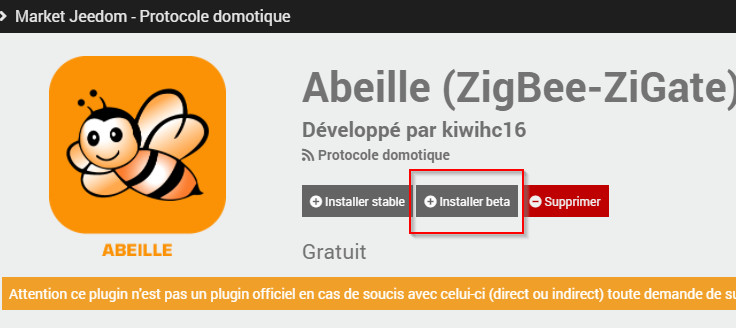 Market Jeedom - Protocole domotique
Abeille (ZigBee-ZiGate)
Développé par kiwihc16
Protocole domotique
Installer stable Installer beta Supprimer
ABEILLE
Gratuit
Attention ce plugin n'est pas un plugin officiel en cas de soucis avec celui-ci (direct ou indirect) toute demande de